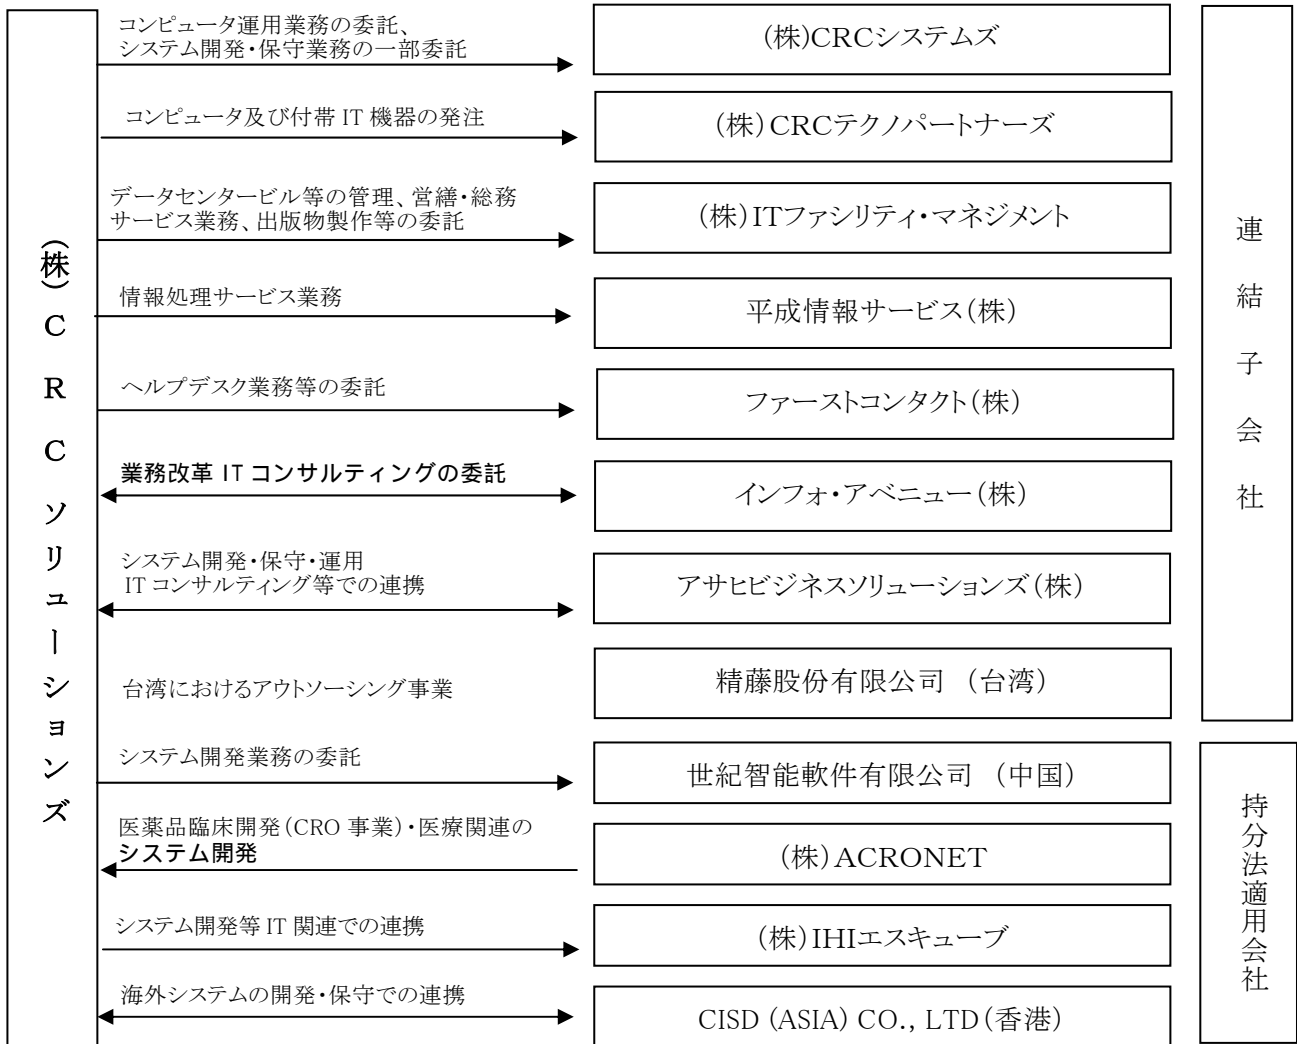 (株)CRCソリューションズ
コンピュータ運用業務の委託、
システム開発・保守業務の一部委託
(株)CRCシステムズ
コンピュータ及び付帯 IT 機器の発注
(株)CRCテクノパートナーズ
データセンタービル等の管理、営繕・総務
サービス業務、出版物製作等の委託
(株)ITファシリティ・マネジメント
情報処理サービス業務
平成情報サービス(株)
ヘルプデスク業務等の委託
ファーストコンタクト(株)
業務改革 IT コンサルティングの委託
インフォ・アベニュー(株)
システム開発・保守・運用
IT コンサルティング等での連携
アサヒビジネスソリューションズ(株)
台湾におけるアウトソーシング事業
精藤股份有限公司 (台湾)
連結子会社
システム開発業務の委託
世紀智能軟件有限公司 (中国)
医薬品臨床開発(CRO 事業)・医療関連の
システム開発
(株)ACRONET
システム開発等 IT 関連での連携
(株)IHIエスキューブ
海外システムの開発・保守での連携
CISD (ASIA) CO., LTD(香港)
持分法適用会社